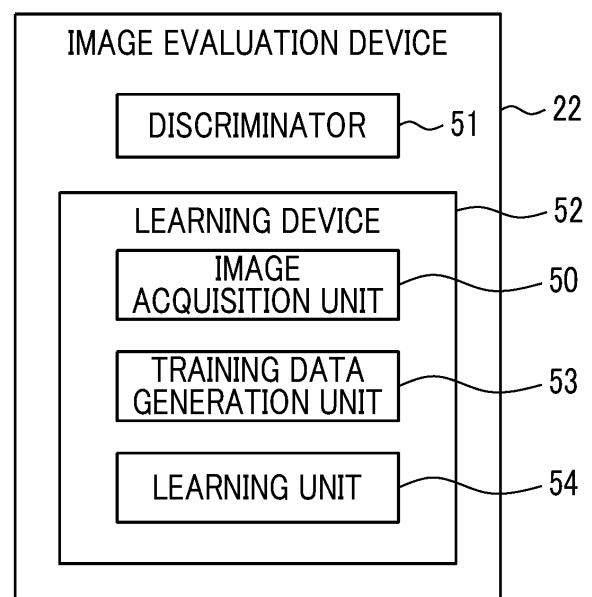 IMAGE EVALUATION DEVICE
DISCRIMINATOR
51
22
LEARNING DEVICE
52
IMAGE
ACQUISITION UNIT
50
TRAINING DATA
GENERATION UNIT
53
LEARNING UNIT
54